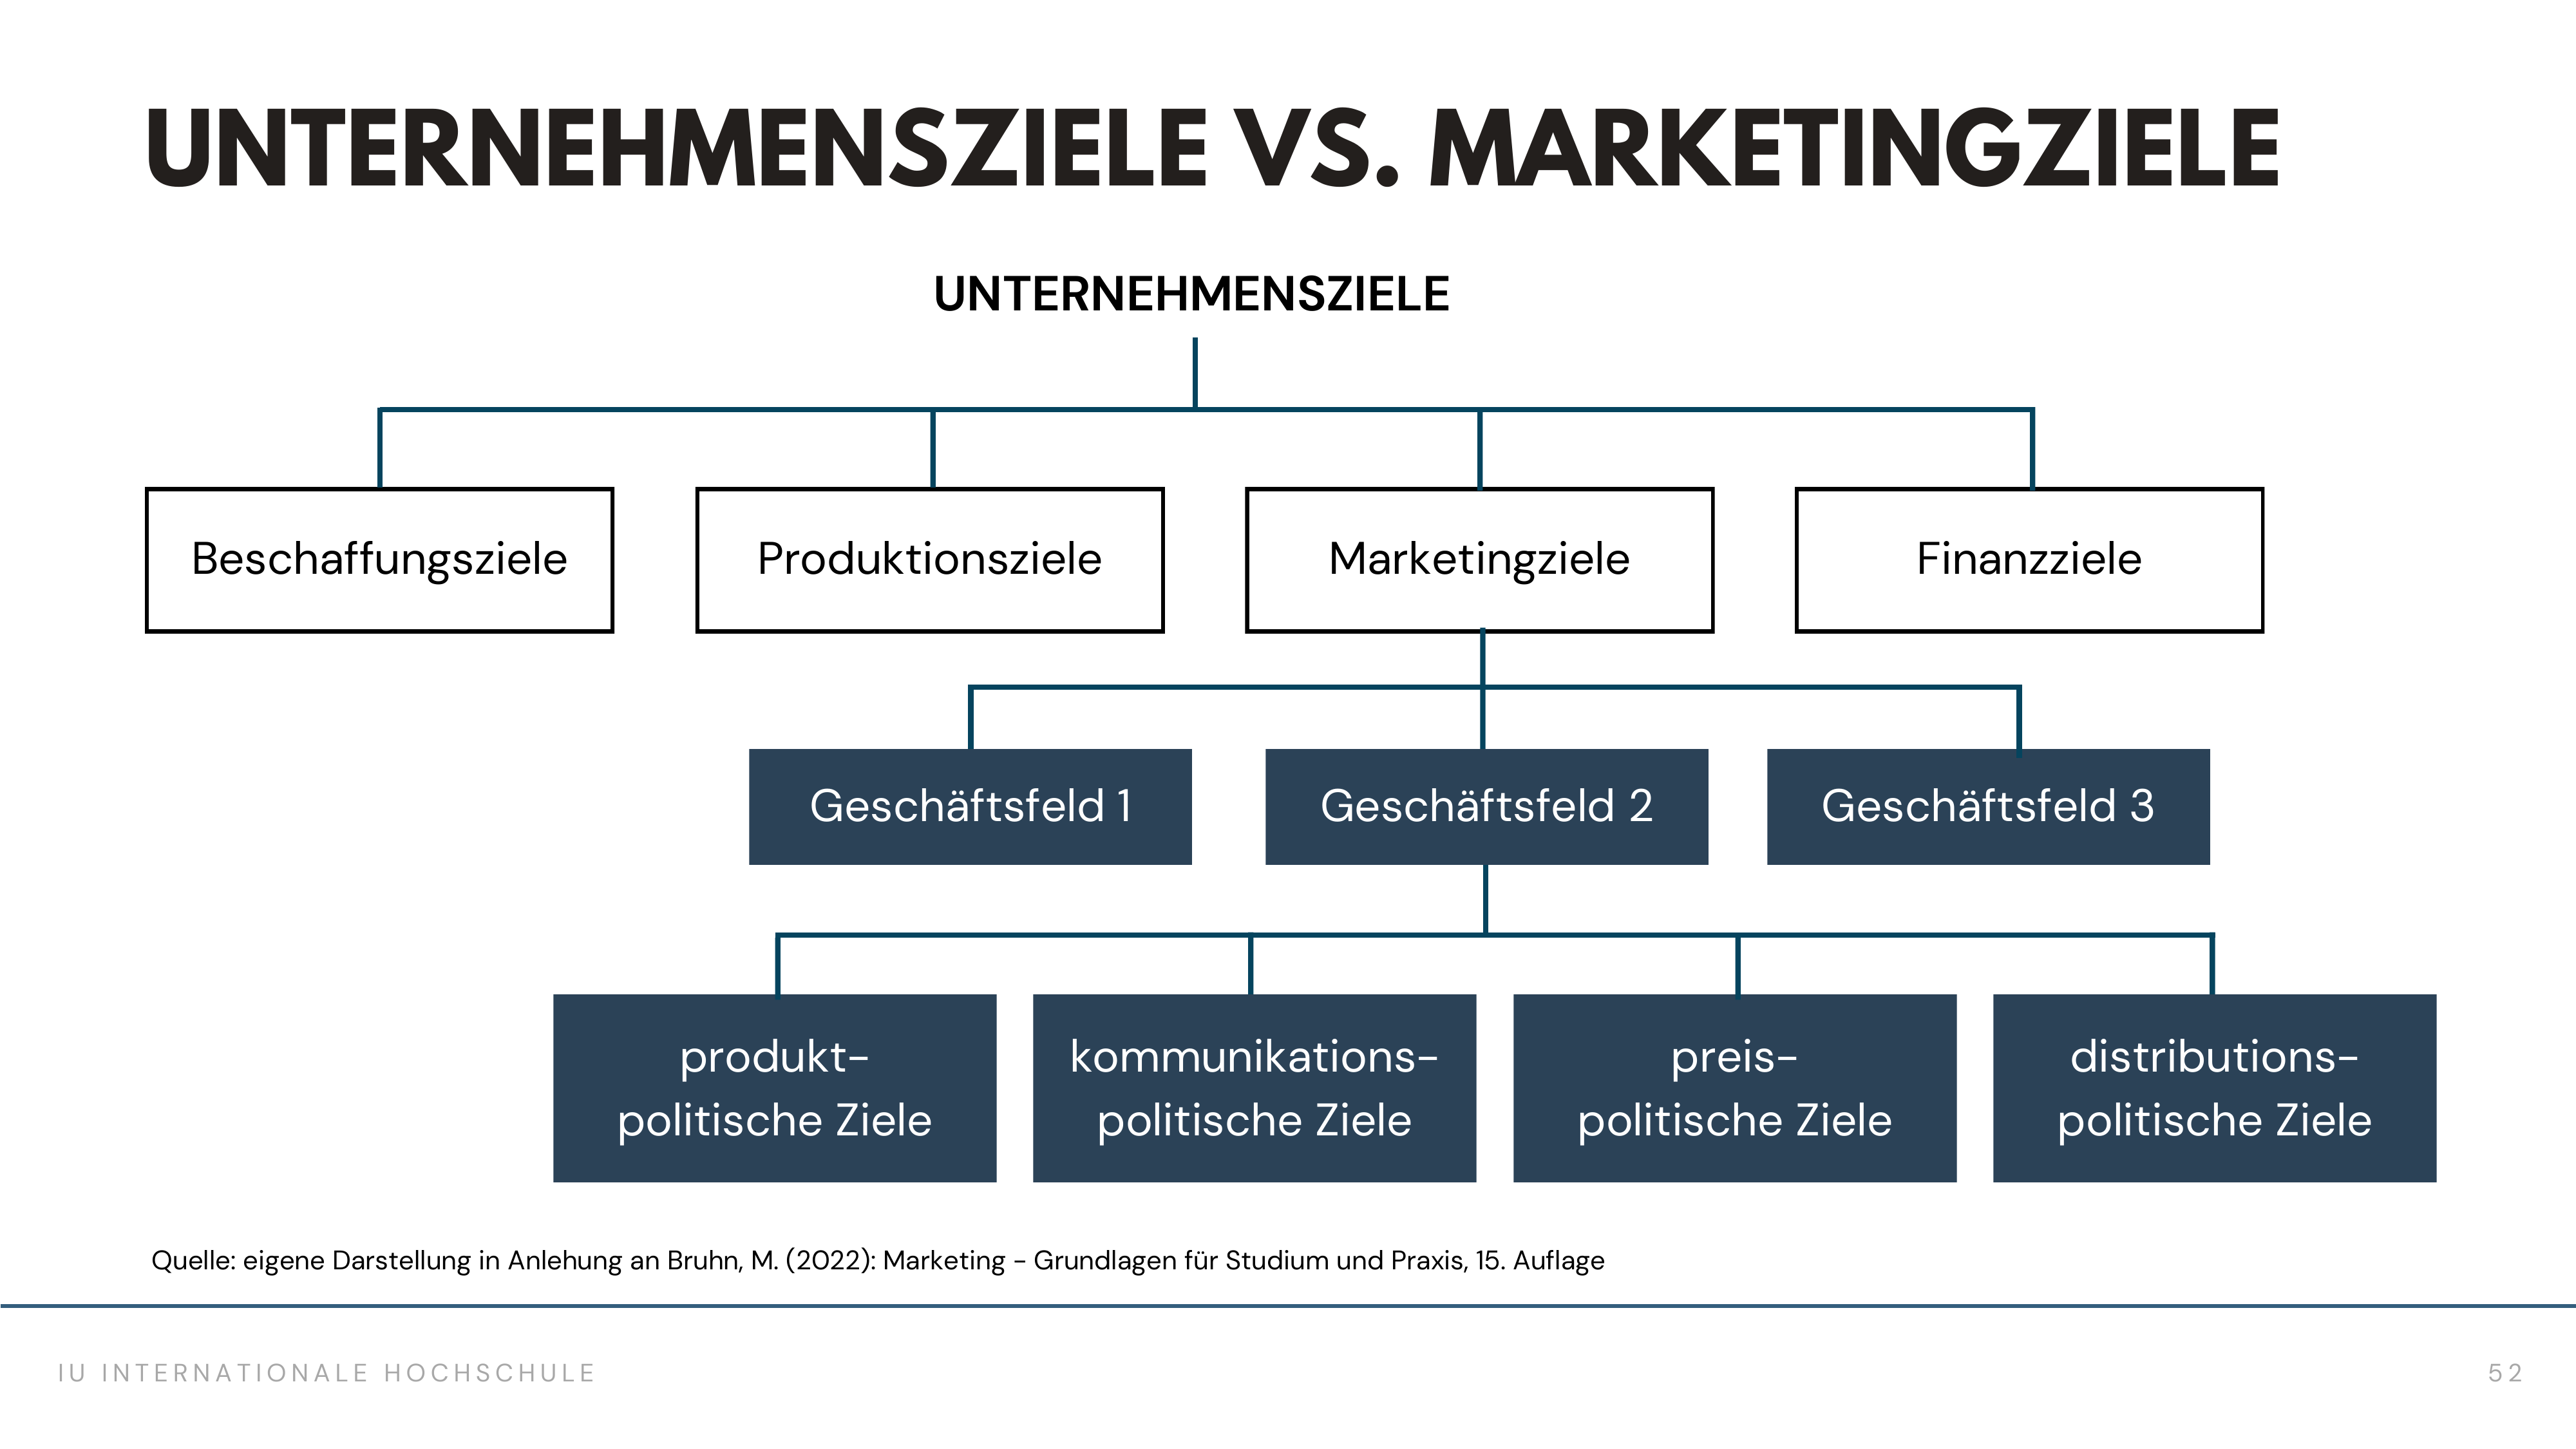 UNTERNEHMENSZIELE VS. MARKETINGZIELE
UNTERNEHMENSZIELE
Beschaffungsziele
Produktionsziele
Marketingziele
Finanzziele
Geschäftsfeld 1
Geschäftsfeld 2
Geschäftsfeld 3
produkt-
politische Ziele
kommunikations-
politische Ziele
preis-
politische Ziele
distributions-
politische Ziele
Quelle: eigene Darstellung in Anlehung an Bruhn, M. (2022): Marketing - Grundlagen für Studium und Praxis, 15. Auflage
IU INTERNATIONALE HOCHSCHULE
52